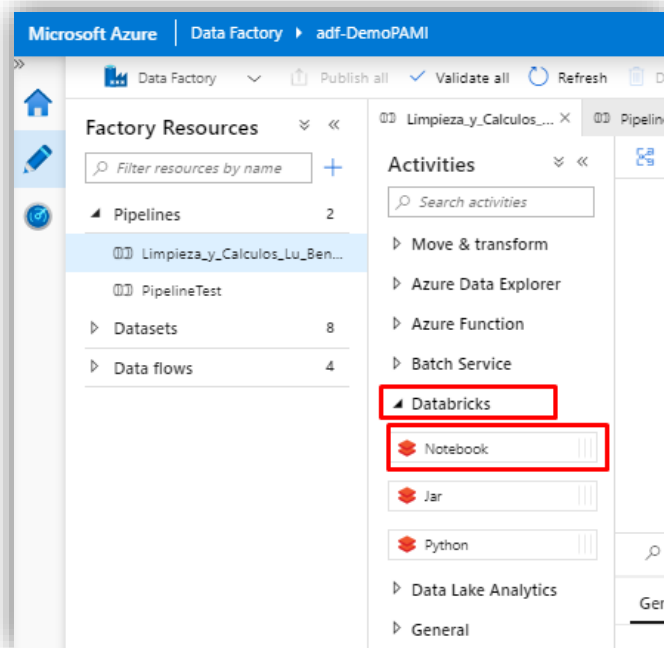 Microsoft Azure Data Factory adf-DemoPAMI
Data Factory Publish all Validate all Refresh D
Factory Resources
Filter resources by name
Pipelines 2
Limpieza_y_Calculos_Lu_Ben...
PipelineTest
Datasets 8
Data flows 4
Limpieza_y_Calculos_... Pipelin
Activities
Search activities
Move & transform
Azure Data Explorer
Azure Function
Batch Service
Databricks
Notebook
Jar
Python
Data Lake Analytics
General
Ger